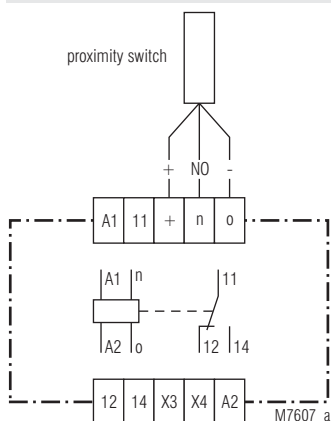 proximity switch
+ NO -
A1 11 + n o
A1 n 11
A2 o 12 14
12 14 X3 X4 A2
M7607_a